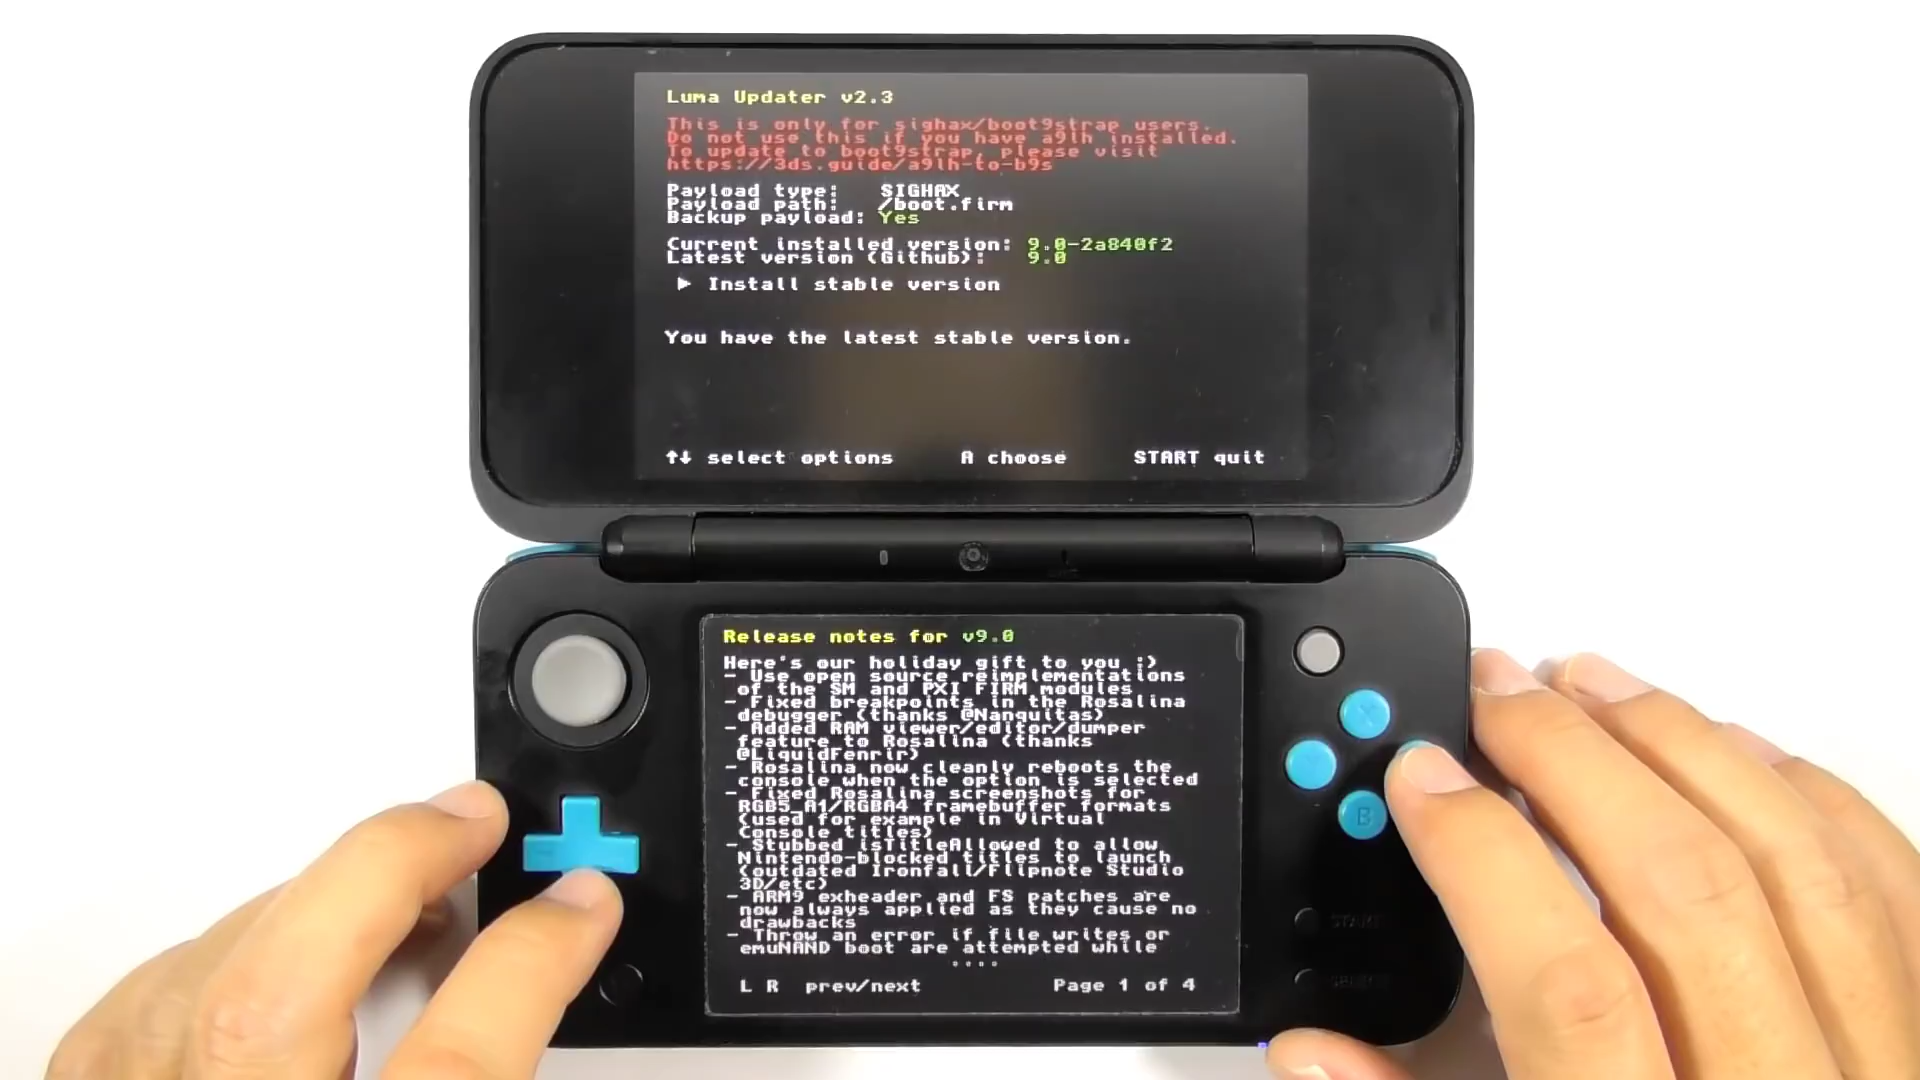 Luma Updater v2.3
This is only for sighax/boot9strap users.
Do not use this if you have a9lh installed.
To update to boot9strap, please visit
https://3ds.guide/a9lh-to-b9s
Payload type: SIGHAX
Payload path: /boot.firm
Backup payload: Yes
Current installed version: 9.0-2a840f2
Latest version (Github): 9.0
► Install stable version
You have the latest stable version.
↑↓ select options A choose START quit
Release notes for v9.0
Here's our holiday gift to you :)
- Use open source reimplementations
of the SM and PXI FIRM modules
- Fixed breakpoints in the Rosalina
debugger (thanks @Nanquitas)
- Added RAM viewer/editor/dumper
feature to Rosalina (thanks
@LiquidFenrir)
- Rosalina now cleanly reboots the
console when the option is selected
- Fixed Rosalina screenshots for
RGB5_A1/RGBA4 framebuffer formats
(used for example in Virtual
Console titles)
- Stubbed isTitleAllowed to allow
Nintendo-blocked titles to launch
(outdated Ironfall/Flipnote Studio
3D/etc)
- ARM9 exheader and FS patches are
now always applied as they cause no
drawbacks
- Throw an error if file writes or
emuNAND boot are attempted while
....
L R prev/next Page 1 of 4
X
B
START
SELECT